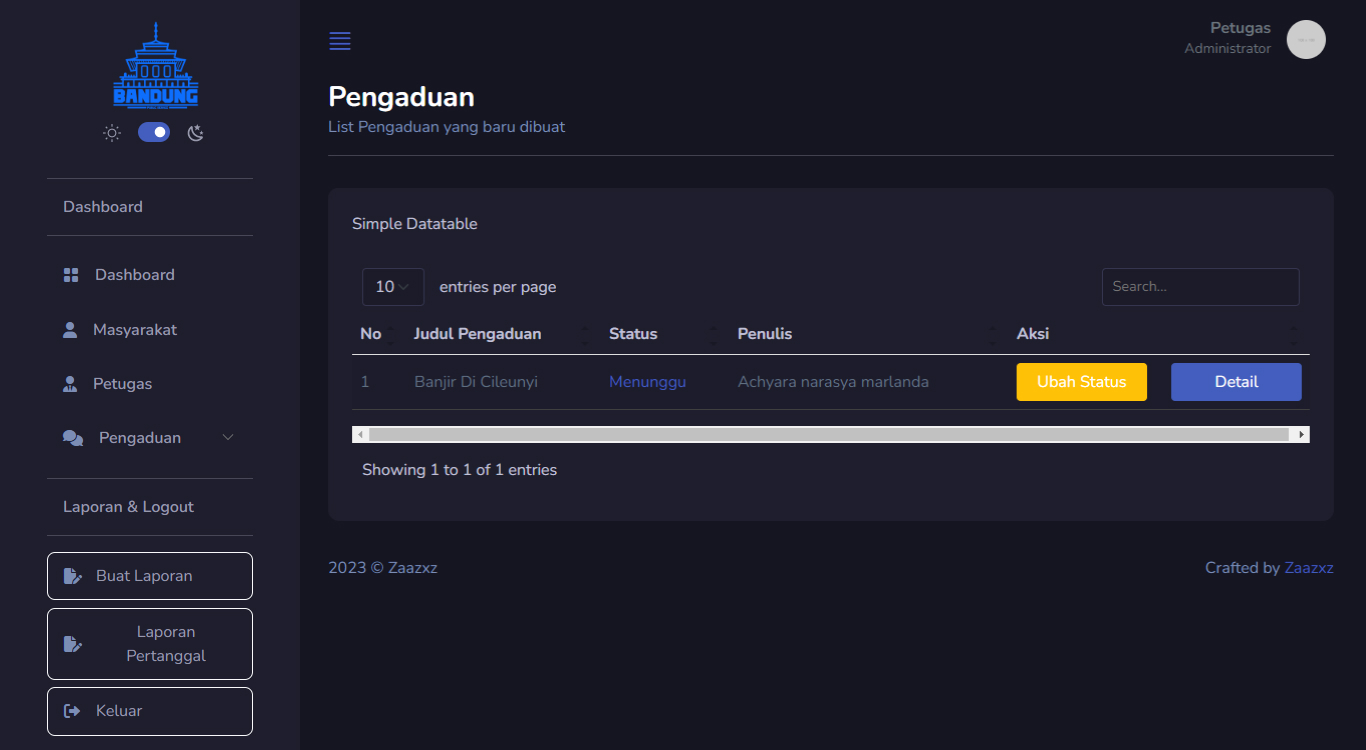 BANDUNG
Dashboard
Dashboard
Masyarakat
Petugas
Pengaduan
Laporan & Logout
Buat Laporan
Laporan
Pertanggal
Keluar
Petugas
Administrator
Pengaduan
List Pengaduan yang baru dibuat
Simple Datatable
10 entries per page
Search...
No Judul Pengaduan Status Penulis Aksi
1 Banjir Di Cileunyi Menunggu Achyara narasya marlanda Ubah Status Detail
Showing 1 to 1 of 1 entries
2023 © Zaazxz
Crafted by Zaazxz